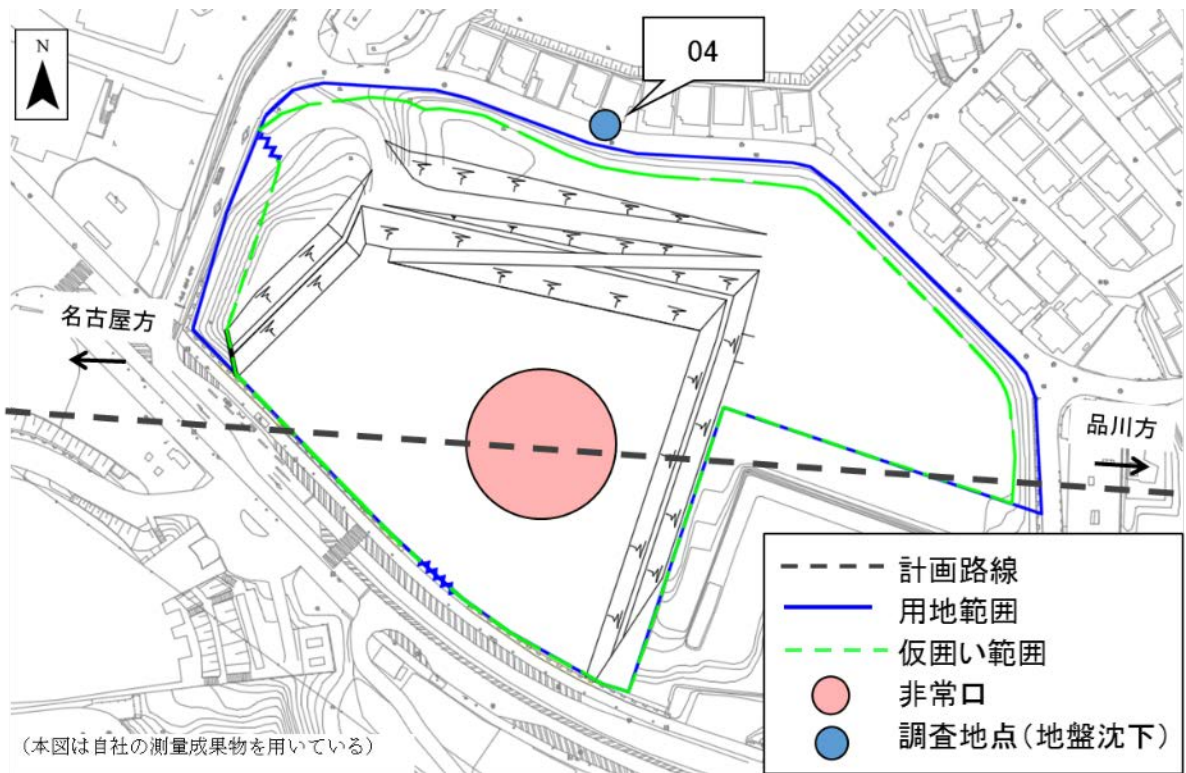 N
04
名古屋方
品川方
計画路線
用地範囲
仮囲い範囲
非常口
調査地点(地盤沈下)
(本図は自社の測量成果物を用いている)